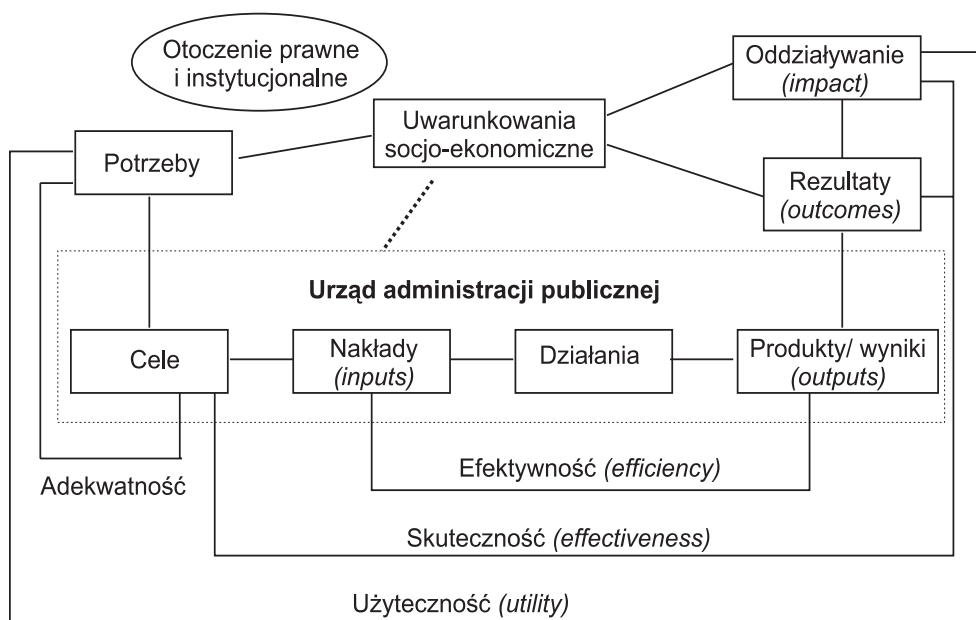 Otoczenie prawne
i instytucjonalne
Oddziaływanie
(impact)
Uwarunkowania
socjo-ekonomiczne
Potrzeby
Rezultaty
(outcomes)
Urząd administracji publicznej
Cele
Nakłady
(inputs)
Działania
Produkty/ wyniki
(outputs)
Efektywność (efficiency)
Adekwatność
Skuteczność (effectiveness)
Użyteczność (utility)